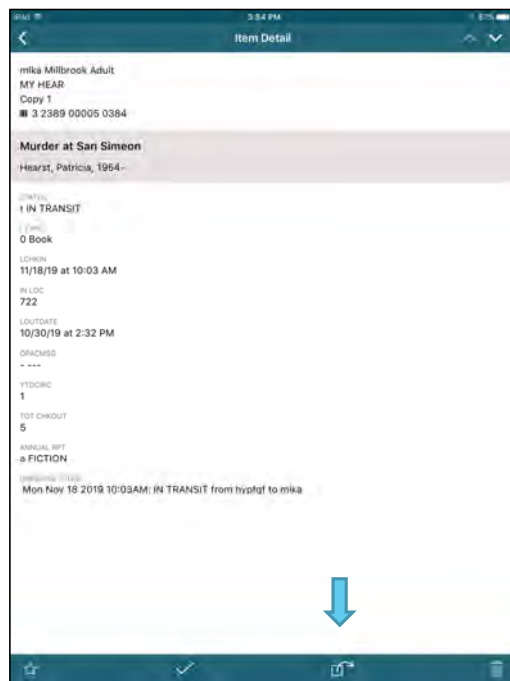 iPad
3:54 PM
87%
Item Detail
mlka Millbrook Adult
MY HEAR
Copy 1
3 2389 00005 0384
Murder at San Simeon
Hearst, Patricia, 1954-
STATUS
t IN TRANSIT
I TYPE
0 Book
LCHKIN
11/18/19 at 10:03 AM
IN LOC
722
LOUTDATE
10/30/19 at 2:32 PM
OPACMSG
- ---
YTDCIRC
1
TOT CHKOUT
5
ANNUAL RPT
a FICTION
Mon Nov 18 2019 10:03AM: IN TRANSIT from hypfgf to mlka